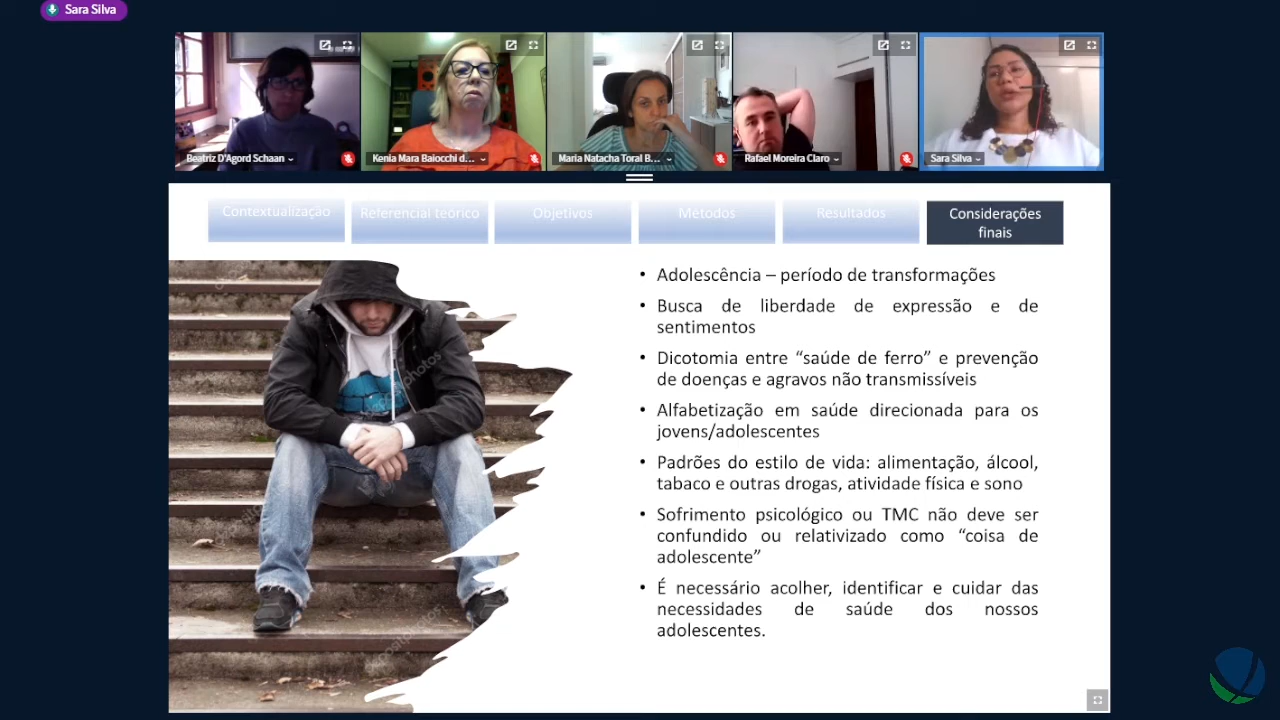 Sara Silva
Beatriz D'Agord Schaan
Kenia Mara Baiocchi d...
Maria Natacha Toral B...
Rafael Moreira Claro
Sara Silva
Contextualização
Referencial teórico
Objetivos
Métodos
Resultados
Considerações
finais
• Adolescência – período de transformações
• Busca de liberdade de expressão e de
sentimentos
• Dicotomia entre “saúde de ferro” e prevenção
de doenças e agravos não transmissíveis
• Alfabetização em saúde direcionada para os
jovens/adolescentes
• Padrões do estilo de vida: alimentação, álcool,
tabaco e outras drogas, atividade física e sono
• Sofrimento psicológico ou TMC não deve ser
confundido ou relativizado como “coisa de
adolescente”
• É necessário acolher, identificar e cuidar das
necessidades de saúde dos nossos
adolescentes.